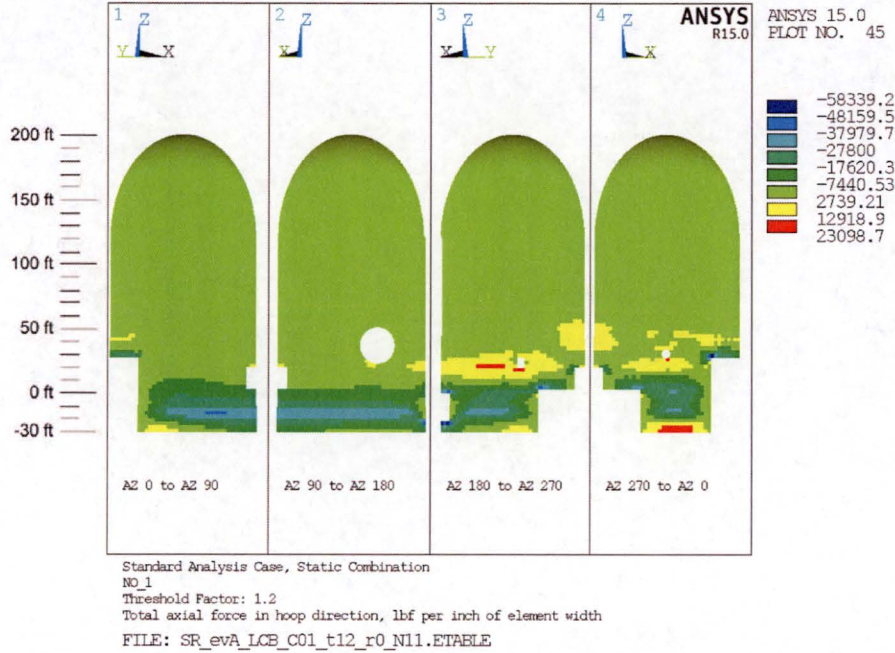 1
2
3
4
Z
Y
X
Z
X
Z
X
Y
Z
X
ANSYS
R15.0
ANSYS 15.0
PLOT NO. 45
-58339.2
-48159.5
-37979.7
-27800
-17620.3
-7440.53
2739.21
12918.9
23098.7
200 ft
150 ft
100 ft
50 ft
0 ft
-30 ft
AZ 0 to AZ 90
AZ 90 to AZ 180
AZ 180 to AZ 270
AZ 270 to AZ 0
Standard Analysis Case, Static Combination
NO_1
Threshold Factor: 1.2
Total axial force in hoop direction, lbf per inch of element width
FILE: SR_evA_LCB_C01_t12_r0_N11.ETABLE